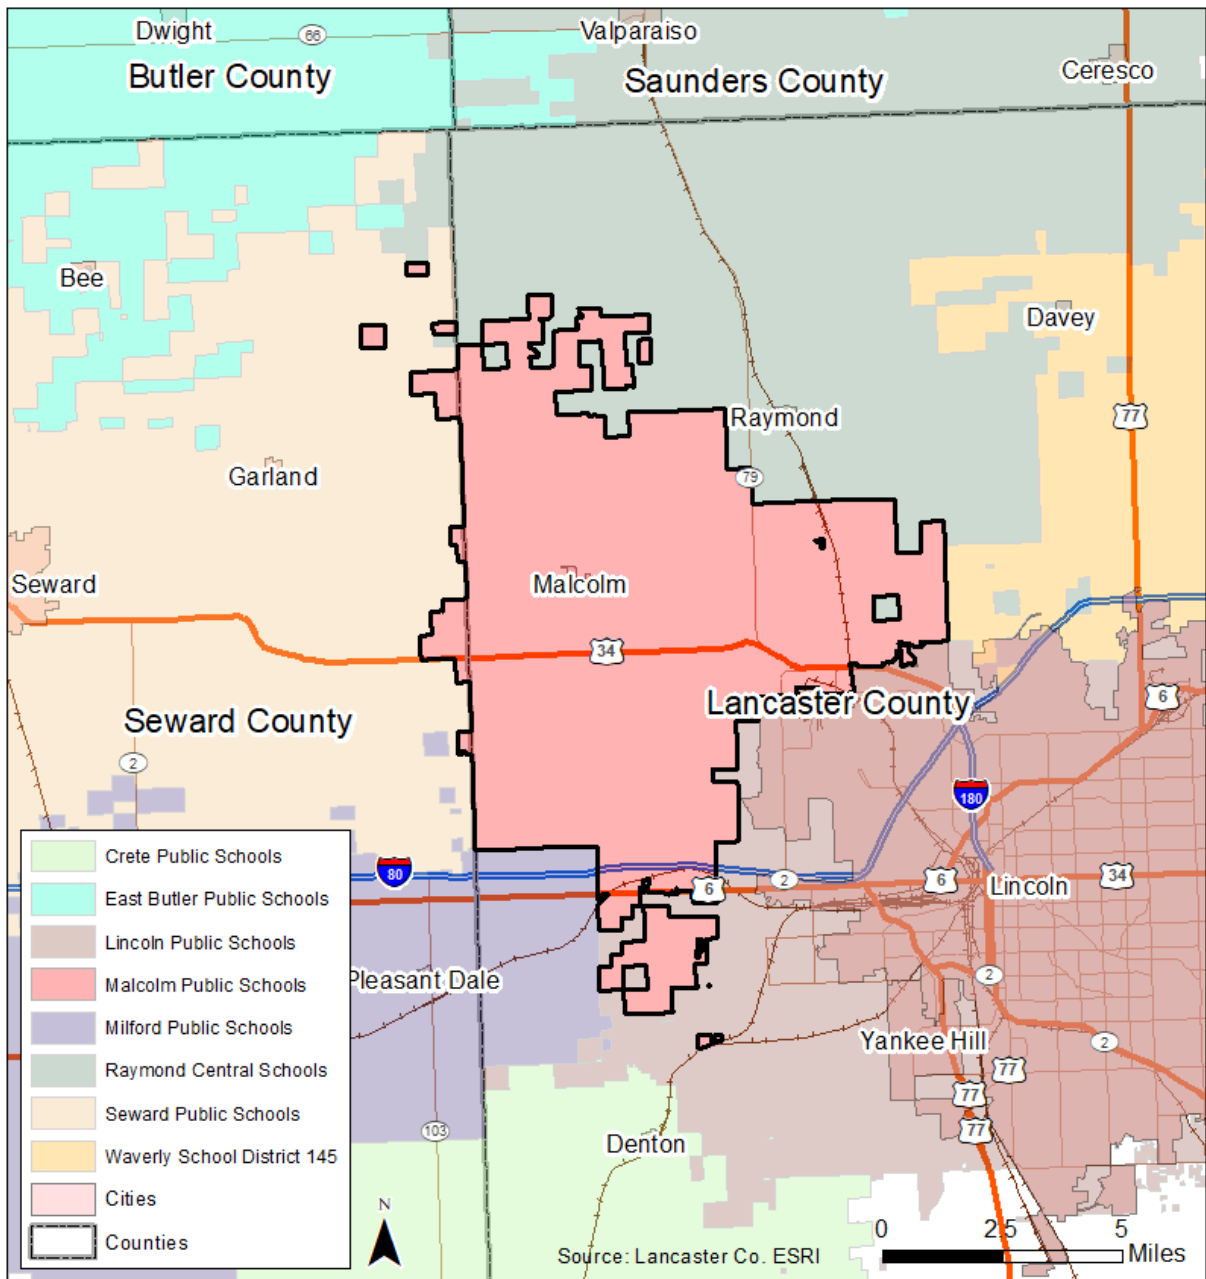 Dwight
66
Valparaiso
Butler County
Saunders County
Ceresco
Bee
Davey
Raymond
77
Garland
79
Seward
Malcolm
34
Seward County
Lancaster County
6
2
180
80
6
2
6
Lincoln
34
Crete Public Schools
East Butler Public Schools
Lincoln Public Schools
Malcolm Public Schools
Milford Public Schools
Raymond Central Schools
Seward Public Schools
Waverly School District 145
Cities
Counties
Pleasant Dale
2
Yankee Hill
2
77
77
77
103
Denton
N
0 2.5 5
Miles
Source: Lancaster Co. ESRI